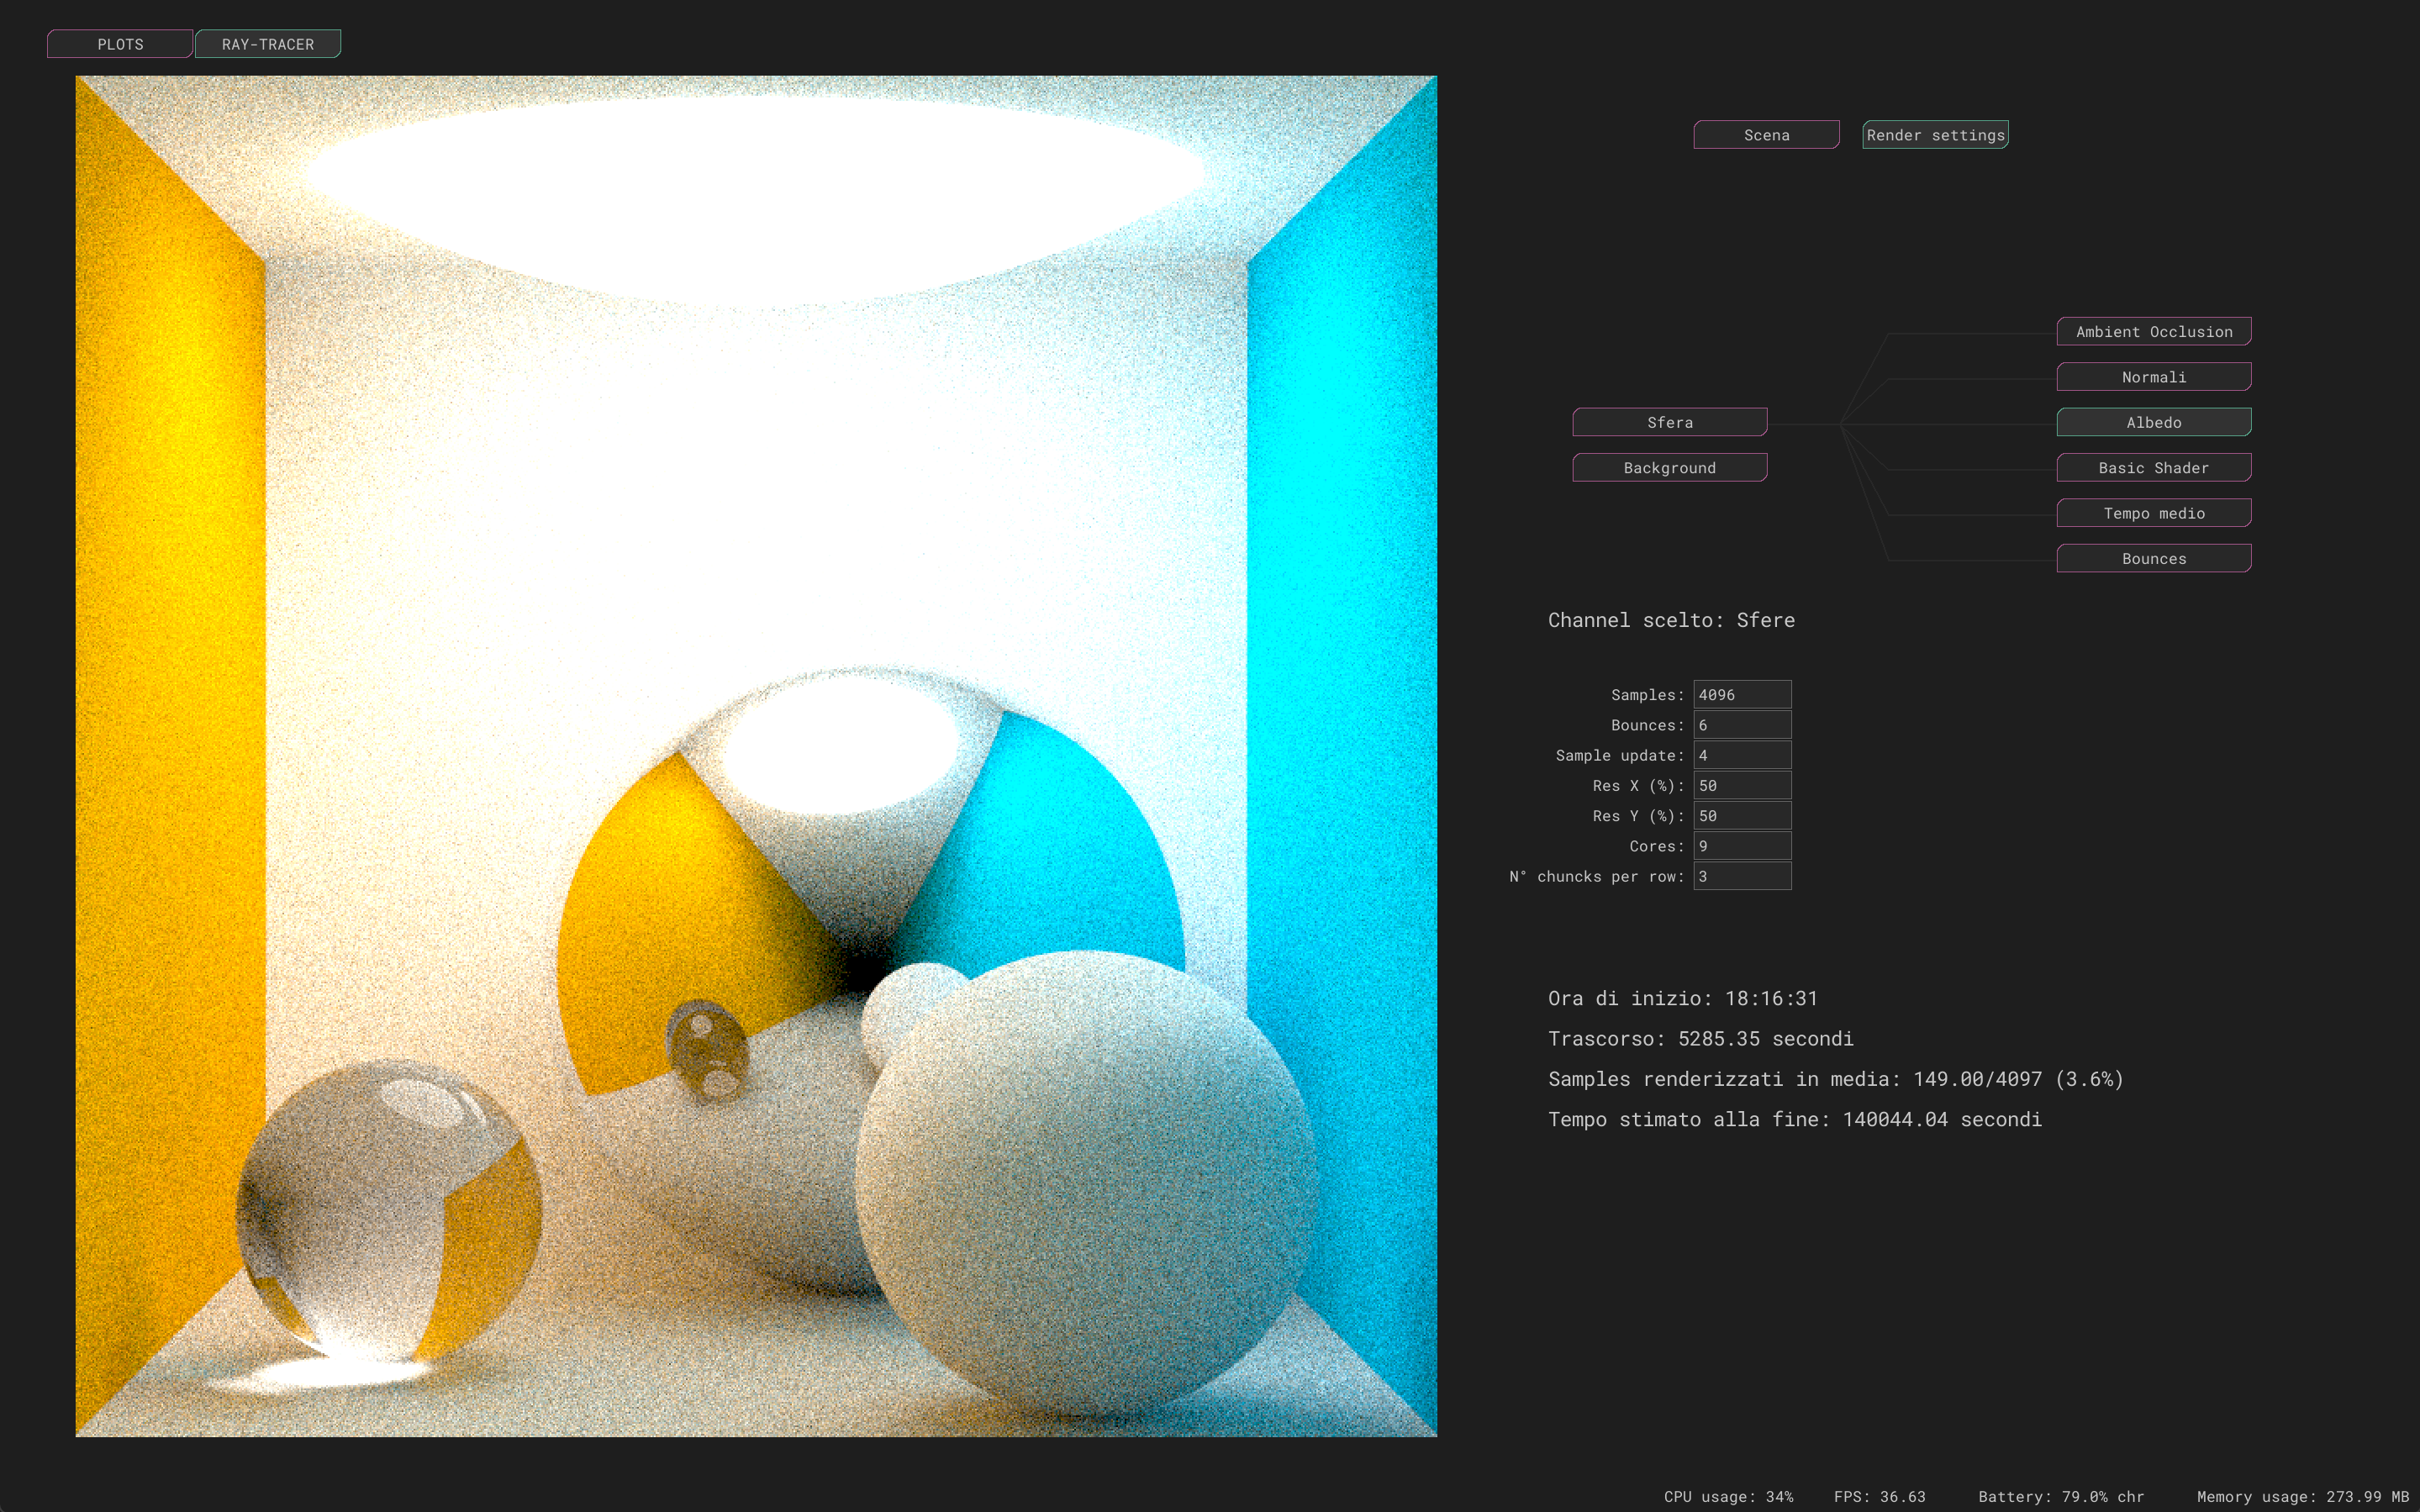 PLOTS
RAY-TRACER
Scena
Render settings
Ambient Occlusion
Normali
Sfera
Albedo
Background
Basic Shader
Tempo medio
Bounces
Channel scelto: Sfere
Samples: 4096
Bounces: 6
Sample update: 4
Res X (%): 50
Res Y (%): 50
Cores: 9
N° chuncks per row: 3
Ora di inizio: 18:16:31
Trascorso: 5285.35 secondi
Samples renderizzati in media: 149.00/4097 (3.6%)
Tempo stimato alla fine: 140044.04 secondi
CPU usage: 34% FPS: 36.63 Battery: 79.0% chr Memory usage: 273.99 MB